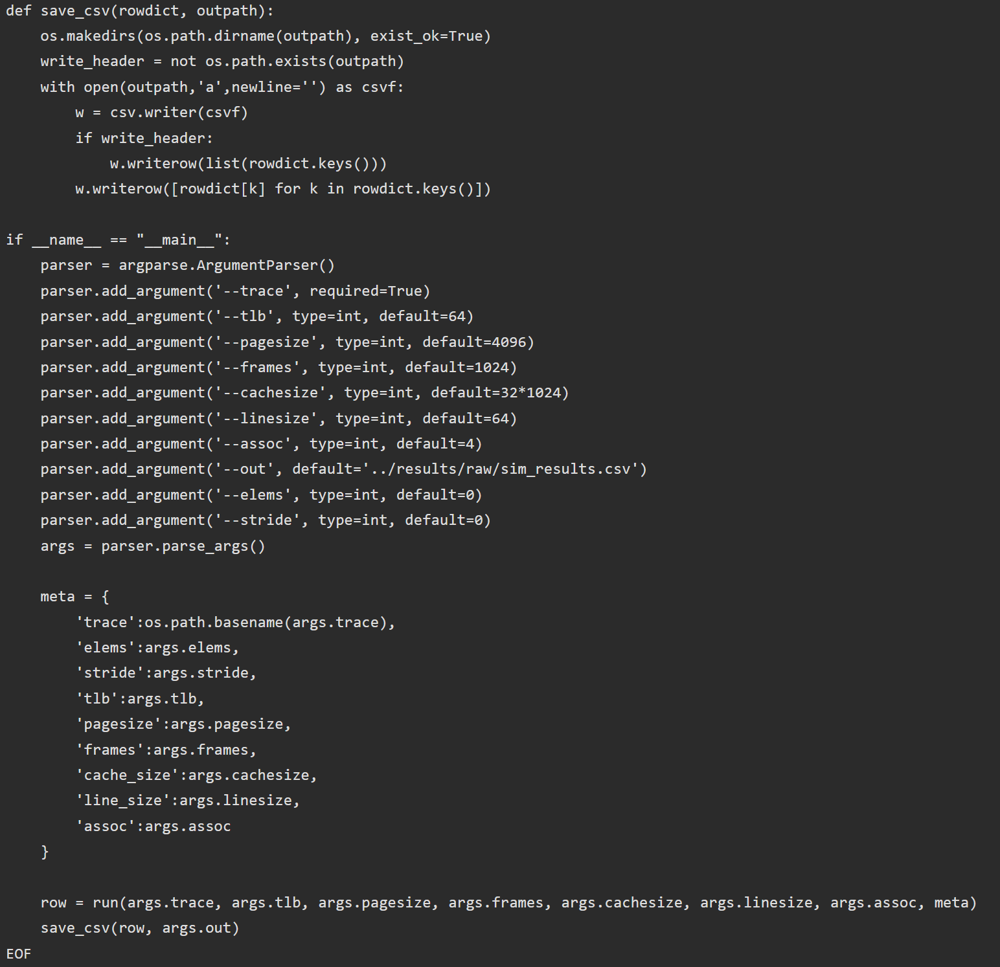 def save_csv(rowdict, outpath):
    os.makedirs(os.path.dirname(outpath), exist_ok=True)
    write_header = not os.path.exists(outpath)
    with open(outpath,'a',newline='') as csvf:
        w = csv.writer(csvf)
        if write_header:
            w.writerow(list(rowdict.keys()))
        w.writerow([rowdict[k] for k in rowdict.keys()])

if __name__ == "__main__":
    parser = argparse.ArgumentParser()
    parser.add_argument('--trace', required=True)
    parser.add_argument('--tlb', type=int, default=64)
    parser.add_argument('--pagesize', type=int, default=4096)
    parser.add_argument('--frames', type=int, default=1024)
    parser.add_argument('--cachesize', type=int, default=32*1024)
    parser.add_argument('--linesize', type=int, default=64)
    parser.add_argument('--assoc', type=int, default=4)
    parser.add_argument('--out', default='../results/raw/sim_results.csv')
    parser.add_argument('--elems', type=int, default=0)
    parser.add_argument('--stride', type=int, default=0)
    args = parser.parse_args()

    meta = {
        'trace':os.path.basename(args.trace),
        'elems':args.elems,
        'stride':args.stride,
        'tlb':args.tlb,
        'pagesize':args.pagesize,
        'frames':args.frames,
        'cache_size':args.cachesize,
        'line_size':args.linesize,
        'assoc':args.assoc
    }

    row = run(args.trace, args.tlb, args.pagesize, args.frames, args.cachesize, args.linesize, args.assoc, meta)
    save_csv(row, args.out)
EOF